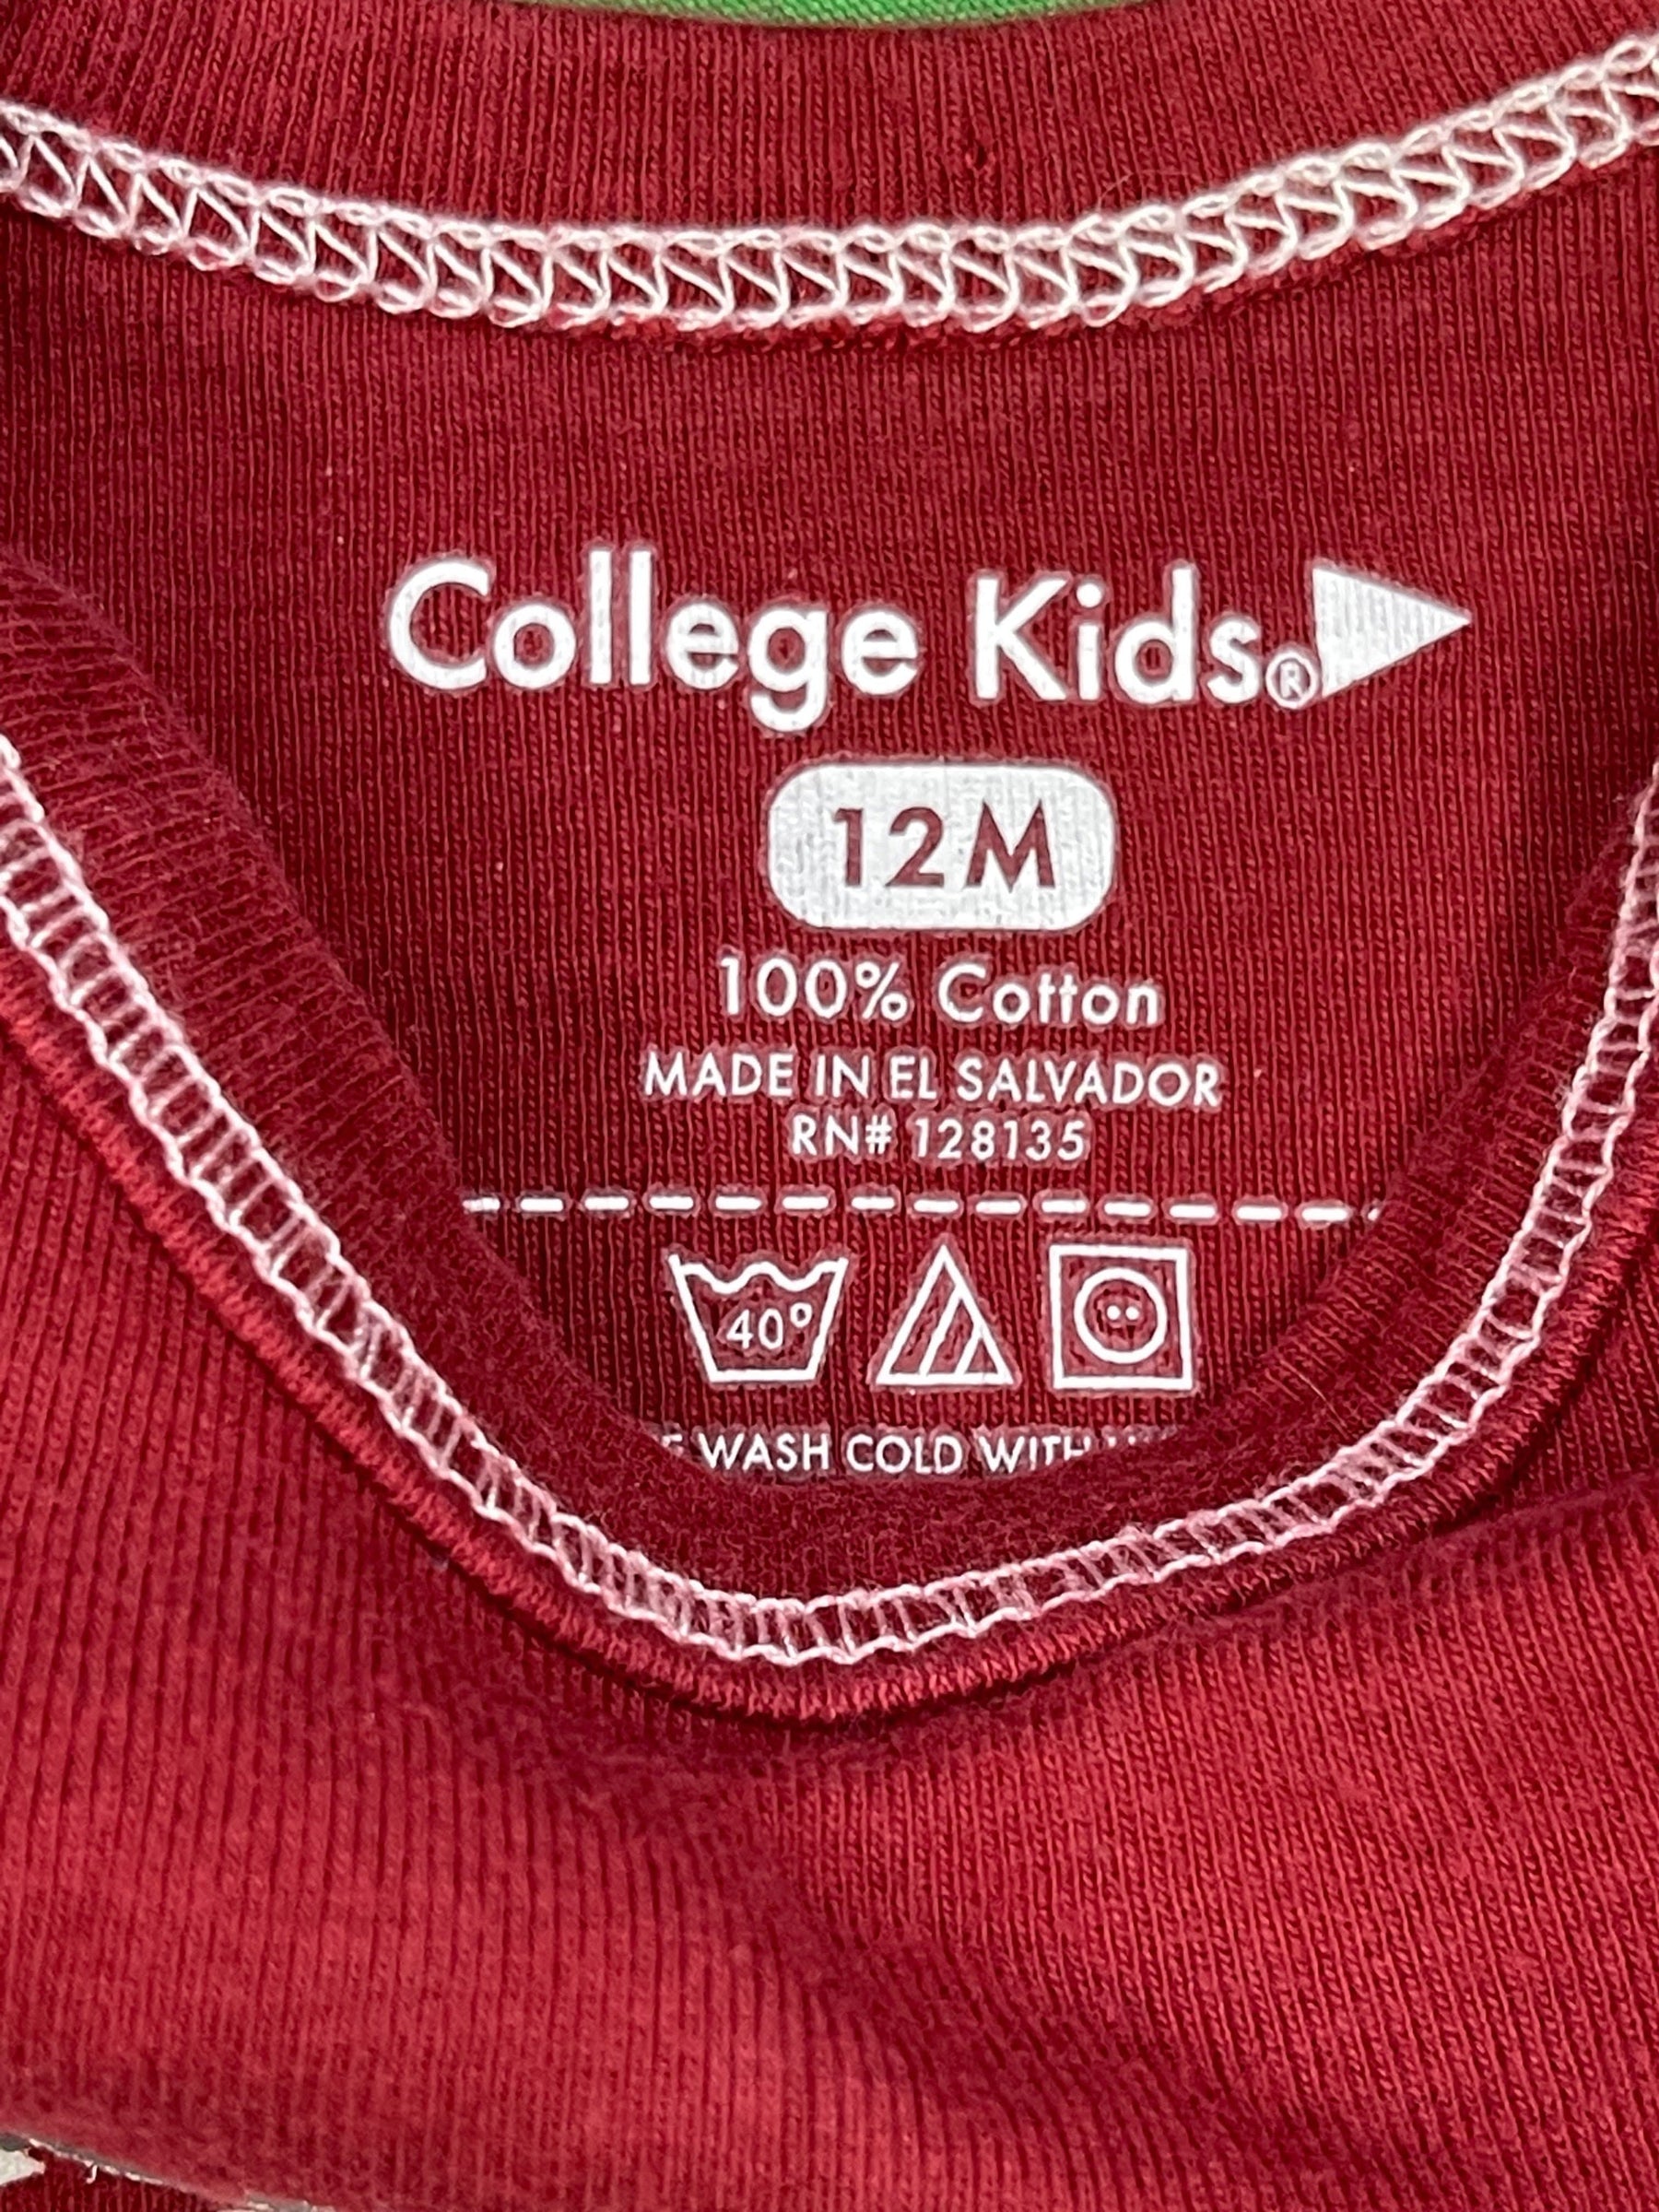 College Kids®
12M
100% Cotton
MADE IN EL SALVADOR
RN# 128135
40°
WASH COLD WITH